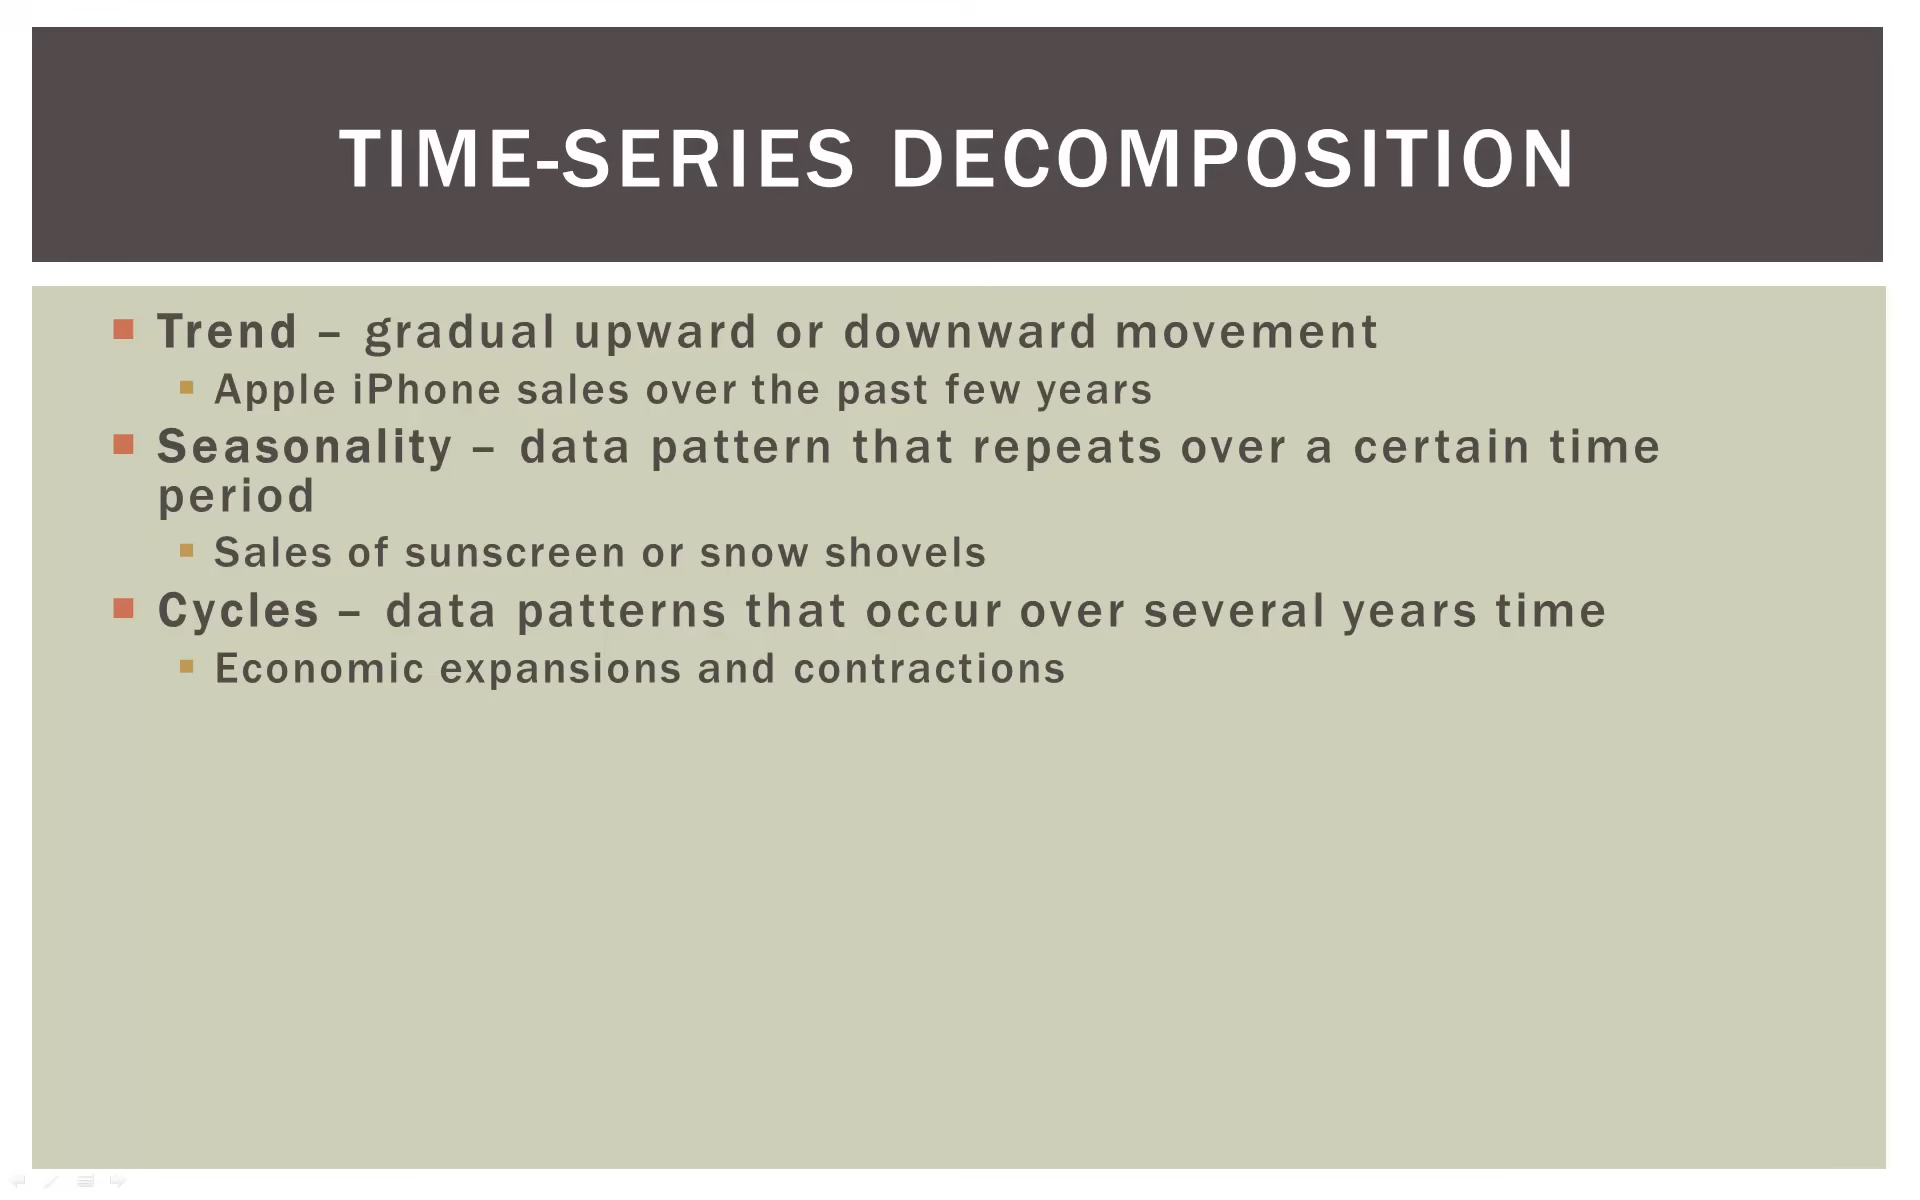 TIME-SERIES DECOMPOSITION
Trend – gradual upward or downward movement
Apple iPhone sales over the past few years
Seasonality – data pattern that repeats over a certain time
period
Sales of sunscreen or snow shovels
Cycles – data patterns that occur over several years time
Economic expansions and contractions